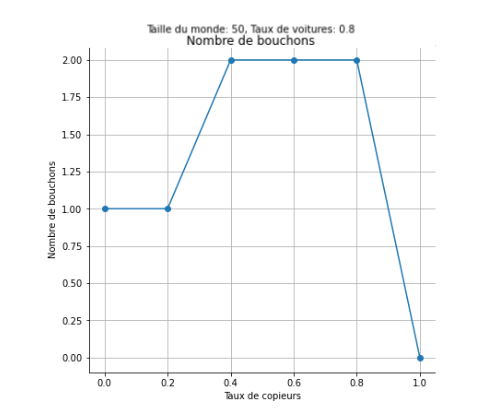 Taille du monde: 50, Taux de voitures: 0.8
Nombre de bouchons
2.00
1.75
1.50
1.25
1.00
0.75
0.50
0.25
0.00
Nombre de bouchons
0.0 0.2 0.4 0.6 0.8 1.0
Taux de copieurs